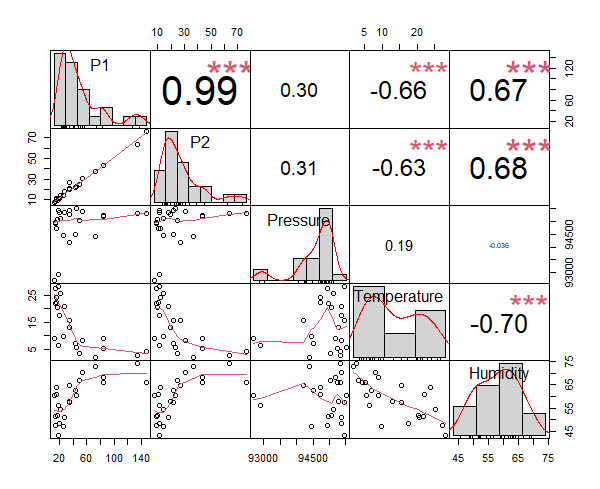 10 30 50 70
5 10 20
P1
0.99
***
0.30
-0.66
***
0.67
***
20 60 120
10 30 50 70
P2
0.31
-0.63
***
0.68
***
Pressure
0.19
-0.036
93000 94500
5 15 25
Temperature
-0.70
***
Humidity
45 55 65 75
20 60 100 140
93000 94500
45 55 65 75